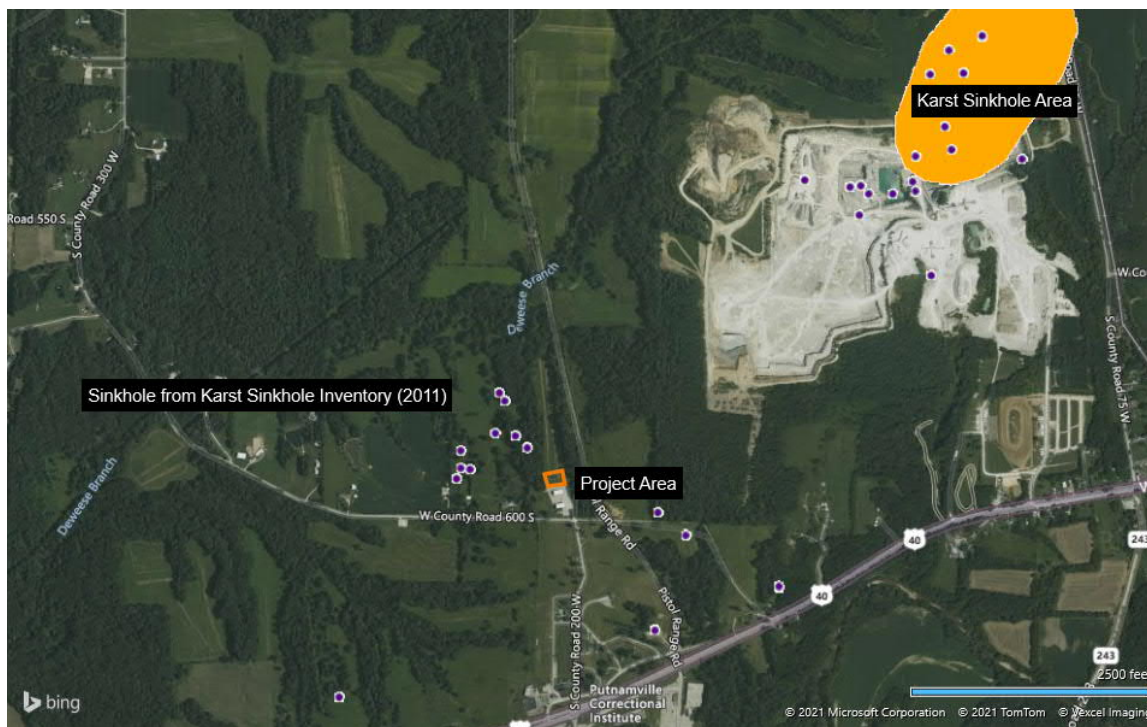 Karst Sinkhole Area
S County Road 300 W
Road 550 S
Deweese Branch
W Co
S County Road 75 W
Sinkhole from Karst Sinkhole Inventory (2011)
Deweese Branch
Project Area
W County Road 600 S
Range Rd
40
243
40
S County Road 200 W
Pistol Range Rd
243
2500 fee
Putnamville
Correctional
Institute
bing
© 2021 Microsoft Corporation © 2021 TomTom © Vexcel Imaging